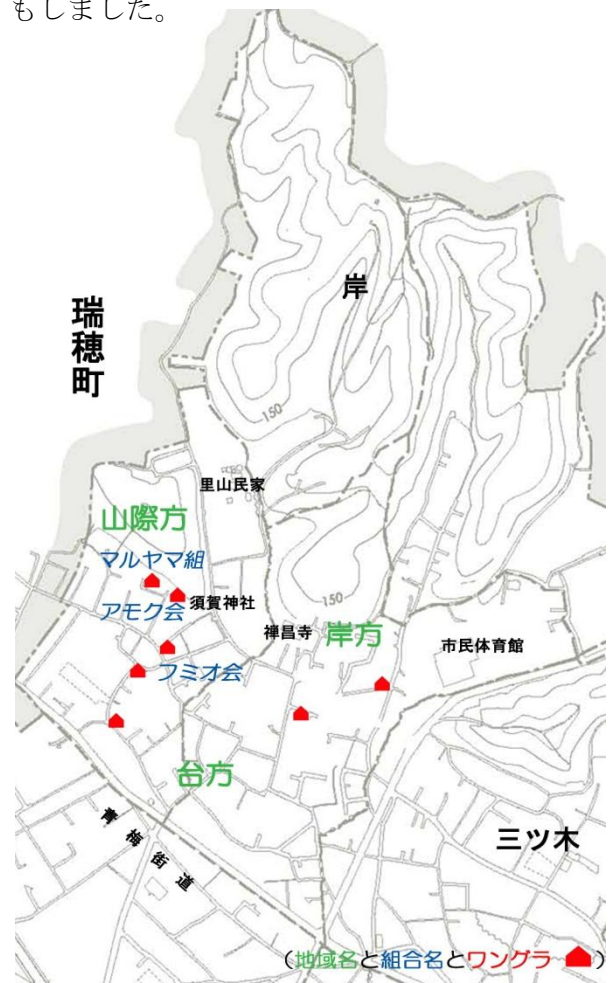 もしました。
岸
瑞穂町
150
里山民家
山際方
マルヤマ組
須賀神社
アモク会
150
禅昌寺
岸方
市民体育館
フミオ会
台方
青梅街道
三ツ木
（地域名と組合名とワングラ ）